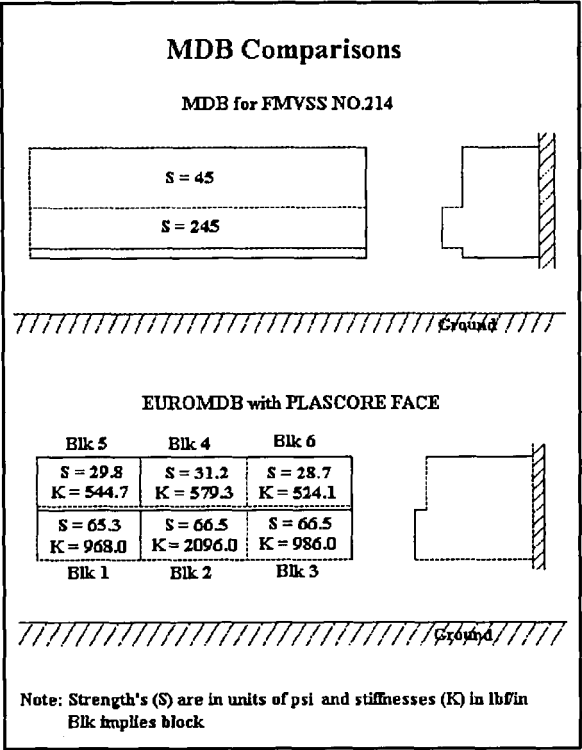 MDB Comparisons
MDB for FMVSS NO.214
S = 45
S = 245
Ground
EUROMDB with PLASCORE FACE
Blk 5 Blk 4 Blk 6
S = 29.8 S = 31.2 S = 28.7
K = 544.7 K = 579.3 K = 524.1
S = 65.3 S = 66.5 S = 66.5
K = 968.0 K = 2096.0 K = 986.0
Blk 1 Blk 2 Blk 3
Ground
Note: Strength's (S) are in units of psi and stiffnesses (K) in lbf/in
Blk implies block